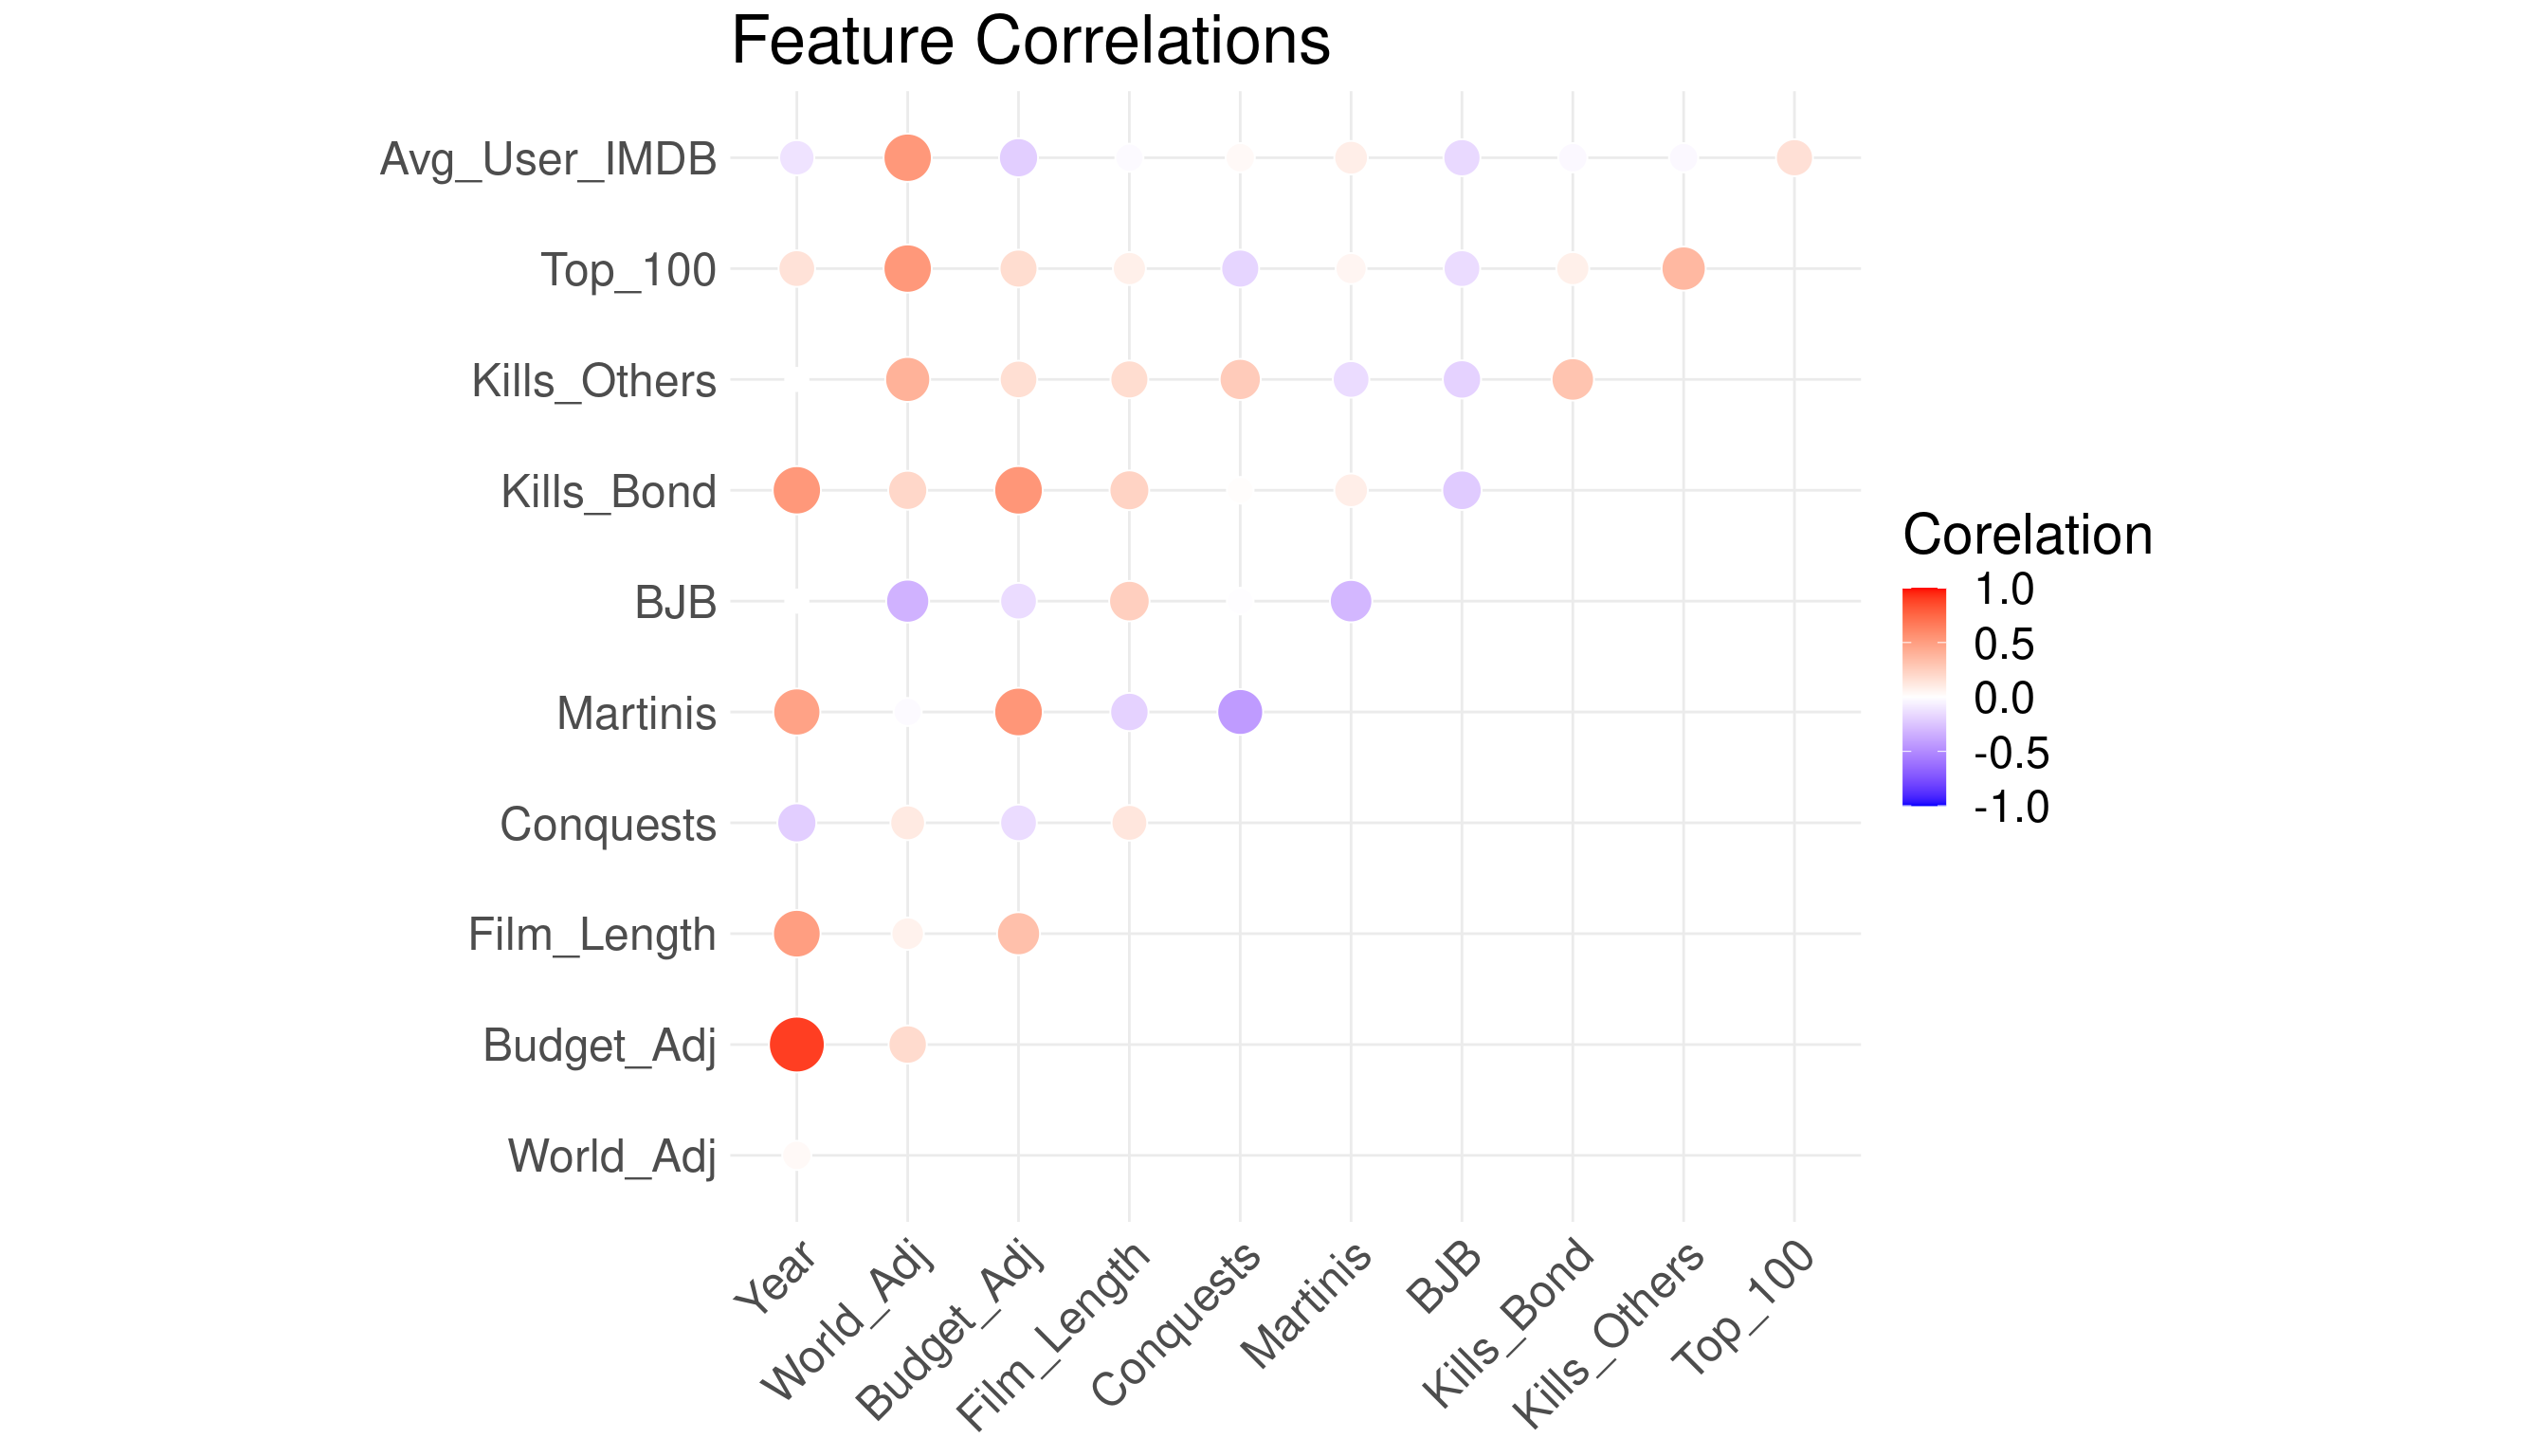 Feature Correlations
Avg_User_IMDB
Top_100
Kills_Others
Kills_Bond
BJB
Martinis
Conquests
Film_Length
Budget_Adj
World_Adj
Year
World_Adj
Budget_Adj
Film_Length
Conquests
Martinis
BJB
Kills_Bond
Kills_Others
Top_100
Corelation
1.0
0.5
0.0
-0.5
-1.0